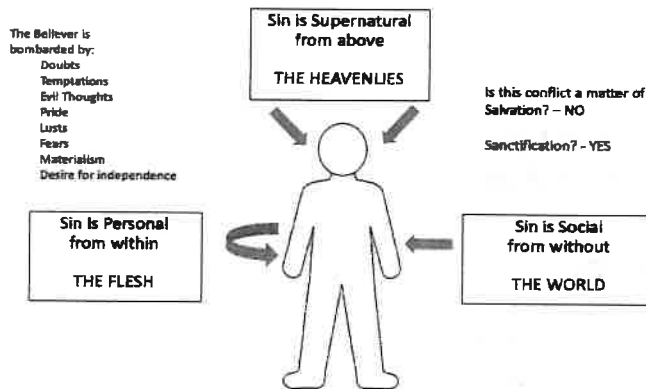 The Believer is
bombarded by:
Doubts
Temptations
Evil Thoughts
Pride
Lusts
Fears
Materialism
Desire for independence
Sin is Supernatural
from above
THE HEAVENLIES
Is this conflict a matter of
Salvation? – NO
Sanctification? - YES
Sin Is Personal
from within
THE FLESH
Sin is Social
from without
THE WORLD